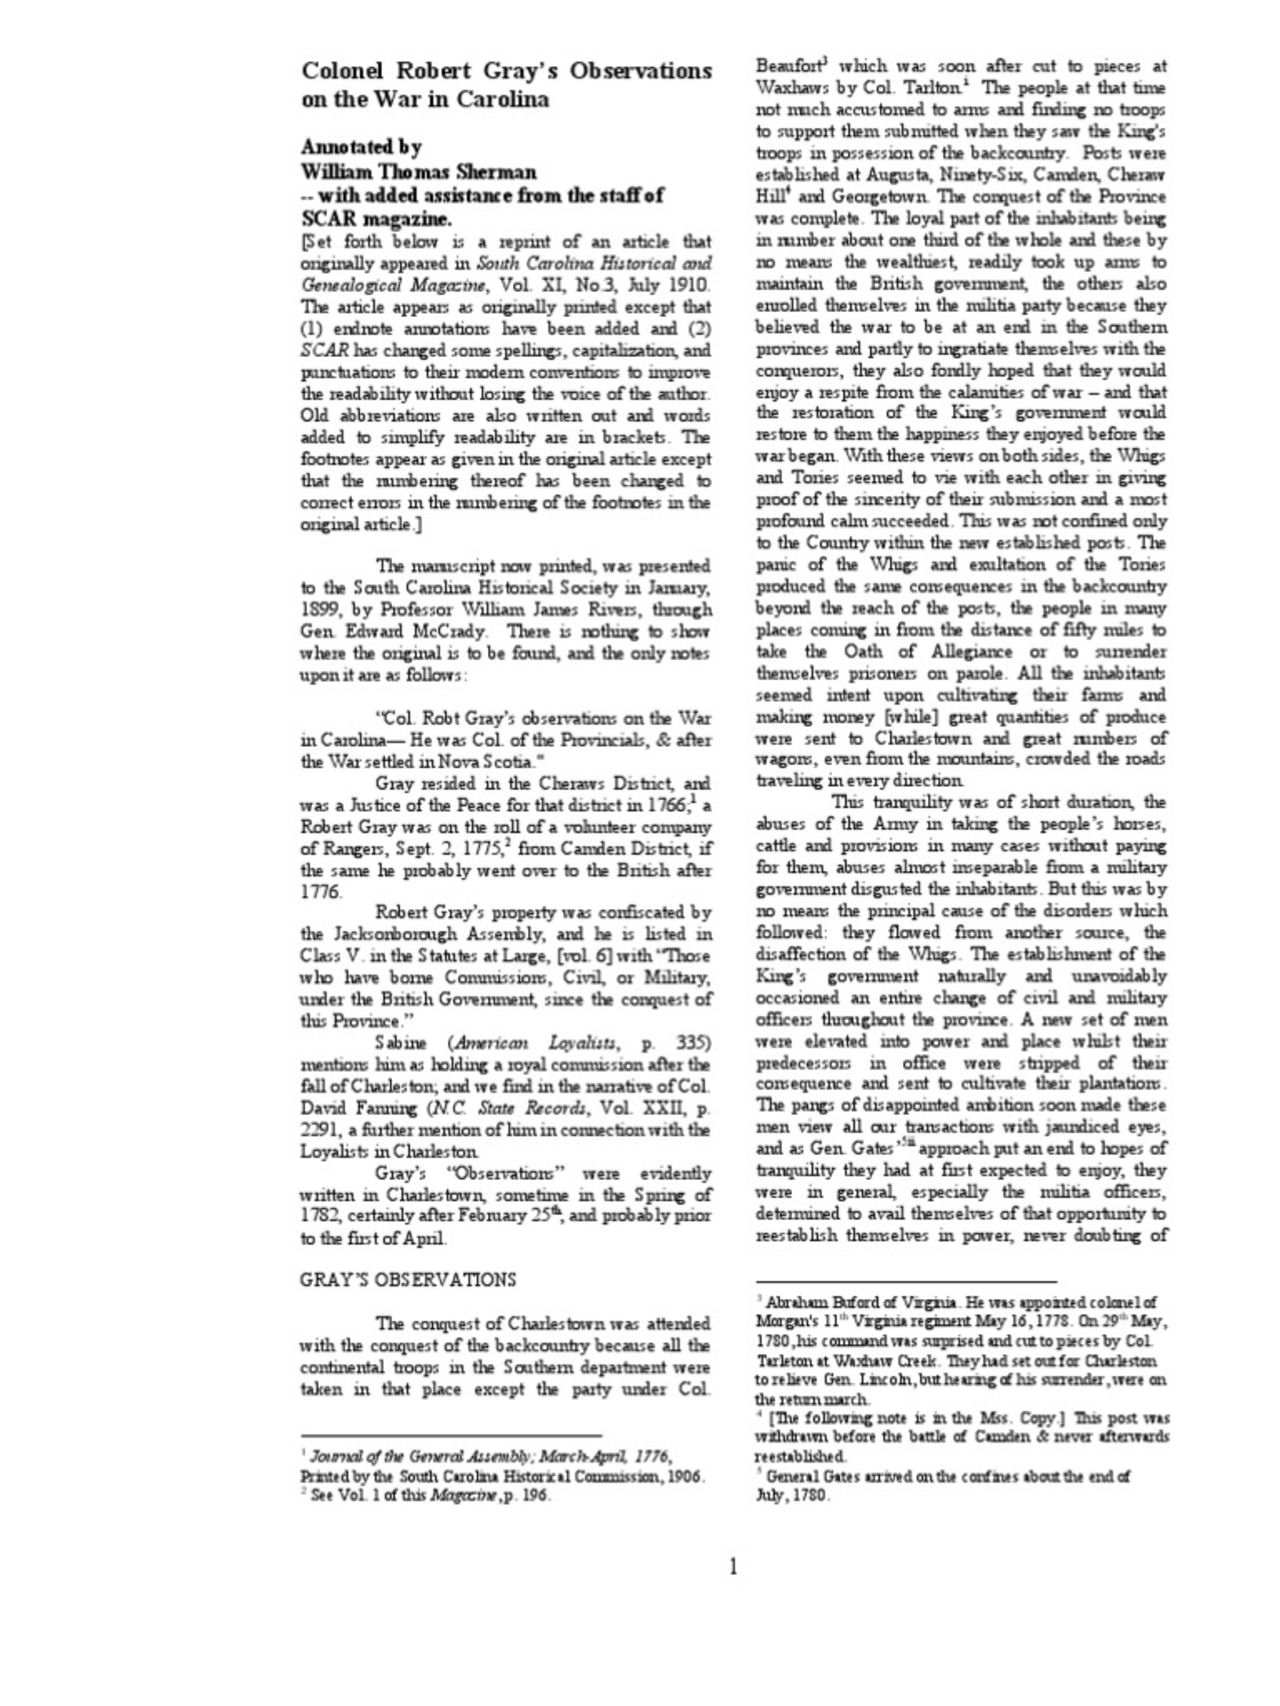 Colonel Robert Gray's Observations
on the War in Carolina
Annotated by
William Thomas Sherman
-- with added assistance from the staff of
SCAR magazine.
[Set forth below is a reprint of an article that
originally appeared in South Carolina Historical and
Genealogical Magazine, Vol. XI, No.3, July 1910.
The article appears as originally printed except that
(1) endnote annotations have been added and (2)
SCAR has changed some spellings, capitalization, and
punctuations to their modern conventions to improve
the readability without losing the voice of the author.
Old abbreviations are also written out and words
added to simplify readability are in brackets. The
footnotes appear as given in the original article except
that the numbering thereof has been changed to
correct errors in the numbering of the footnotes in the
original article.]
The manuscript now printed, was presented
to the South Carolina Historical Society in January,
1899, by Professor William James Rivers, through
Gen. Edward McCrady. There is nothing to show
where the original is to be found, and the only notes
upon it are as follows:
"Col. Robt Gray's observations on the War
in Carolina— He was Col. of the Provincials, & after
the War settled in Nova Scotia."
Gray resided in the Cheraws District, and
was a Justice of the Peace for that district in 1766;1 a
Robert Gray was on the roll of a volunteer company
of Rangers, Sept. 2, 1775,2 from Camden District, if
the same he probably went over to the British after
1776.
Robert Gray's property was confiscated by
the Jacksonborough Assembly, and he is listed in
Class V. in the Statutes at Large, [vol. 6] with "Those
who have borne Commissions, Civil, or Military,
under the British Government, since the conquest of
this Province."
Sabine (American Loyalists, p. 335)
mentions him as holding a royal commission after the
fall of Charleston; and we find in the narrative of Col.
David Fanning (N.C. State Records, Vol. XXII, p.
2291, a further mention of him in connection with the
Loyalists in Charleston.
Gray's "Observations" were evidently
written in Charlestown, sometime in the Spring of
1782, certainly after February 25th, and probably prior
to the first of April.
GRAY'S OBSERVATIONS
The conquest of Charlestown was attended
with the conquest of the backcountry because all the
continental troops in the Southern department were
taken in that place except the party under Col.
1 Journal of the General Assembly; March-April, 1776,
Printed by the South Carolina Historical Commission, 1906.
2 See Vol. 1 of this Magazine, p. 196.
Beaufort3 which was soon after cut to pieces at
Waxhaws by Col. Tarlton.i The people at that time
not much accustomed to arms and finding no troops
to support them submitted when they saw the King's
troops in possession of the backcountry. Posts were
established at Augusta, Ninety-Six, Camden, Cheraw
Hill4 and Georgetown. The conquest of the Province
was complete. The loyal part of the inhabitants being
in number about one third of the whole and these by
no means the wealthiest, readily took up arms to
maintain the British government, the others also
enrolled themselves in the militia party because they
believed the war to be at an end in the Southern
provinces and partly to ingratiate themselves with the
conquerors, they also fondly hoped that they would
enjoy a respite from the calamities of war – and that
the restoration of the King's government would
restore to them the happiness they enjoyed before the
war began. With these views on both sides, the Whigs
and Tories seemed to vie with each other in giving
proof of the sincerity of their submission and a most
profound calm succeeded. This was not confined only
to the Country within the new established posts. The
panic of the Whigs and exultation of the Tories
produced the same consequences in the backcountry
beyond the reach of the posts, the people in many
places coming in from the distance of fifty miles to
take the Oath of Allegiance or to surrender
themselves prisoners on parole. All the inhabitants
seemed intent upon cultivating their farms and
making money [while] great quantities of produce
were sent to Charlestown and great numbers of
wagons, even from the mountains, crowded the roads
traveling in every direction.
This tranquility was of short duration, the
abuses of the Army in taking the people's horses,
cattle and provisions in many cases without paying
for them, abuses almost inseparable from a military
government disgusted the inhabitants. But this was by
no means the principal cause of the disorders which
followed: they flowed from another source, the
disaffection of the Whigs. The establishment of the
King's government naturally and unavoidably
occasioned an entire change of civil and military
officers throughout the province. A new set of men
were elevated into power and place whilst their
predecessors in office were stripped of their
consequence and sent to cultivate their plantations.
The pangs of disappointed ambition soon made these
men view all our transactions with jaundiced eyes,
and as Gen. Gates'5ii approach put an end to hopes of
tranquility they had at first expected to enjoy, they
were in general, especially the militia officers,
determined to avail themselves of that opportunity to
reestablish themselves in power, never doubting of
3 Abraham Buford of Virginia. He was appointed colonel of
Morgan's 11th Virginia regiment May 16, 1778. On 29th May,
1780, his command was surprised and cut to pieces by Col.
Tarleton at Waxhaw Creek. They had set out for Charleston
to relieve Gen. Lincoln, but hearing of his surrender, were on
the return march.
4 [The following note is in the Mss. Copy.] This post was
withdrawn before the battle of Camden & never afterwards
reestablished.
5 General Gates arrived on the confines about the end of
July, 1780.
1